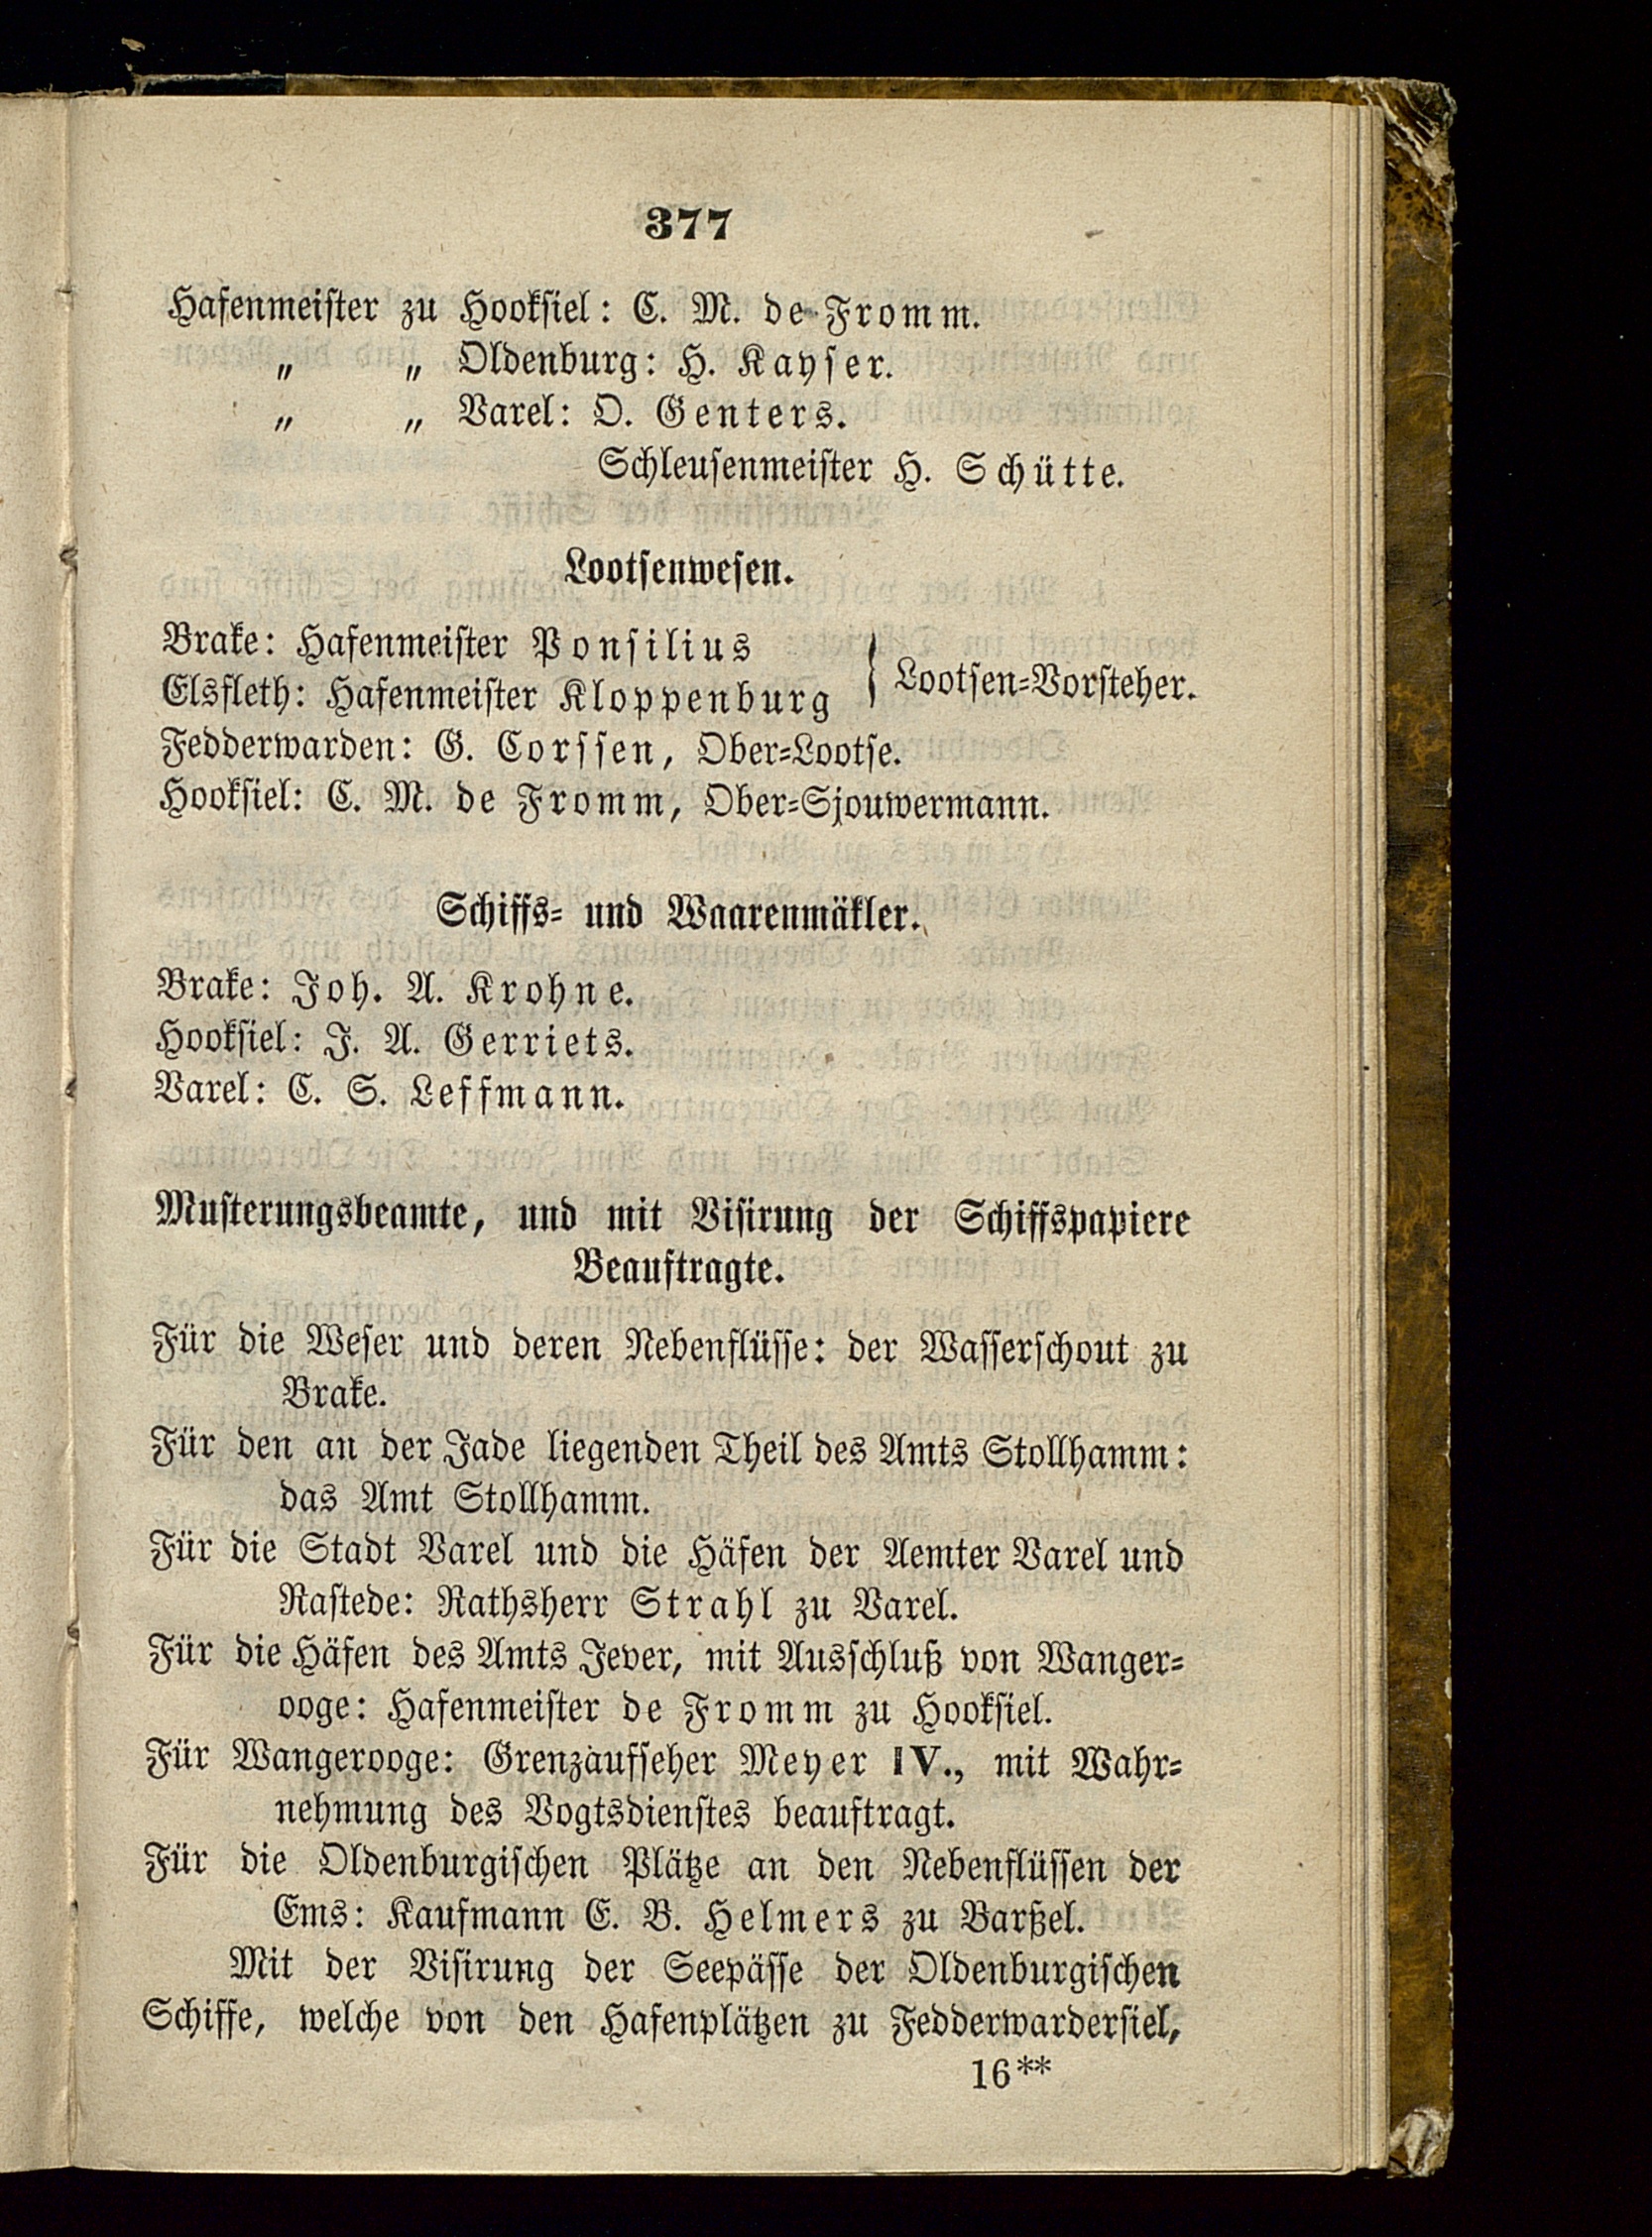 377
Hafenmeister zu Hooksiel: C. M. de Fromm.
„ „ Oldenburg: H. Kayser.
„ „ Varel: O. Genters.
Schleusenmeister H. Schütte.
Lootsenwesen.
Brake: Hafenmeister Ponsilius
Elsfleth: Hafenmeister Kloppenburg } Lootsen-Vorsteher.
Fedderwarden: G. Corssen, Ober-Lootse.
Hooksiel: C. M. de Fromm, Ober-Sjouwermann.
Schiffs- und Waarenmäkler.
Brake: Joh. A. Krohne.
Hooksiel: J. A. Gerriets.
Varel: C. S. Leffmann.
Musterungsbeamte, und mit Visirung der Schiffspapiere
Beauftragte.
Für die Weser und deren Nebenflüsse: der Wasserschout zu
Brake.
Für den an der Jade liegenden Theil des Amts Stollhamm:
das Amt Stollhamm.
Für die Stadt Varel und die Häfen der Aemter Varel und
Rastede: Rathsherr Strahl zu Varel.
Für die Häfen des Amts Jever, mit Ausschluß von Wanger-
ooge: Hafenmeister de Fromm zu Hooksiel.
Für Wangerooge: Grenzaufseher Meyer IV., mit Wahr-
nehmung des Vogtsdienstes beauftragt.
Für die Oldenburgischen Plätze an den Nebenflüssen der
Ems: Kaufmann E. B. Helmers zu Barßel.
Mit der Visirung der Seepässe der Oldenburgischen
Schiffe, welche von den Hafenplätzen zu Fedderwardersiel,
16**